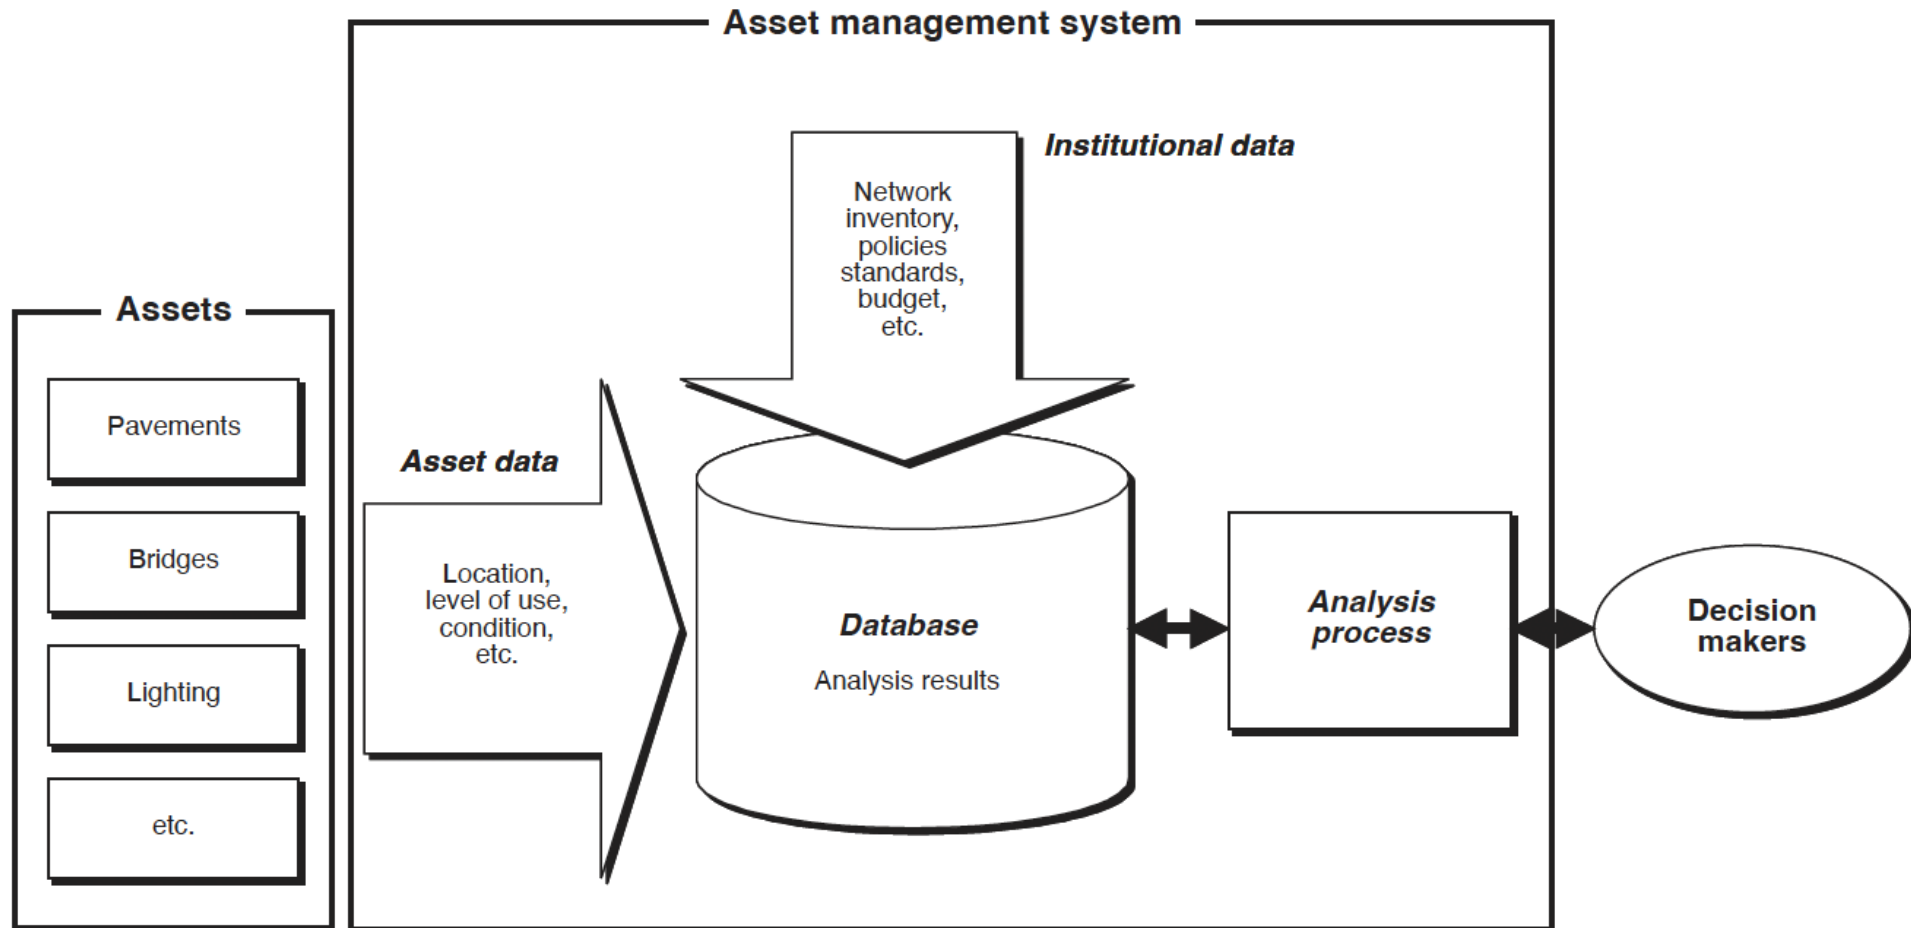 Asset management system
Institutional data
Network
inventory,
policies
standards,
budget,
etc.
Assets
Pavements
Bridges
Lighting
etc.
Asset data
Location,
level of use,
condition,
etc.
Database
Analysis results
Analysis
process
Decision
makers